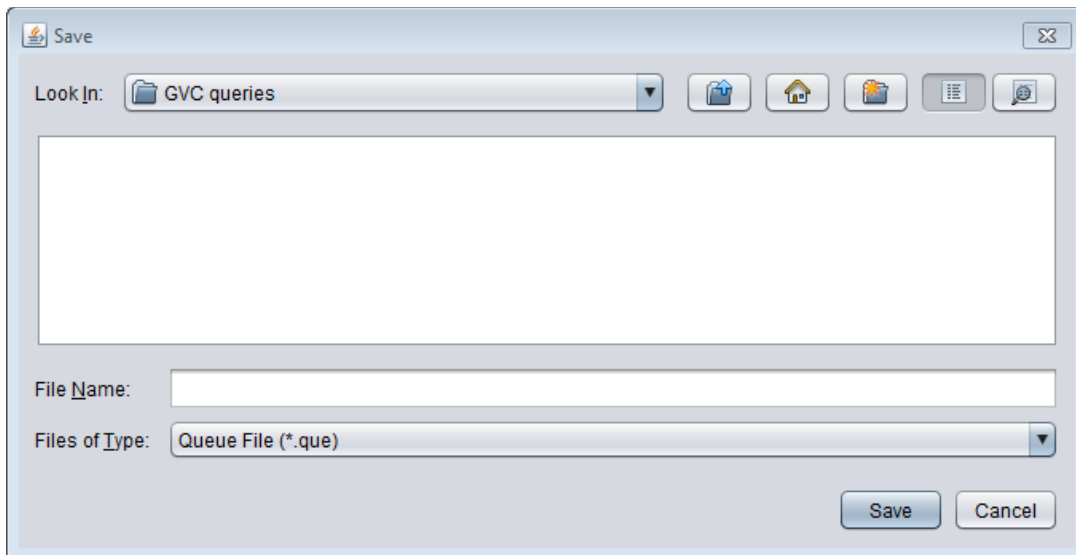 Save
Look In: GVC queries
File Name:
Files of Type: Queue File (*.que)
Save Cancel